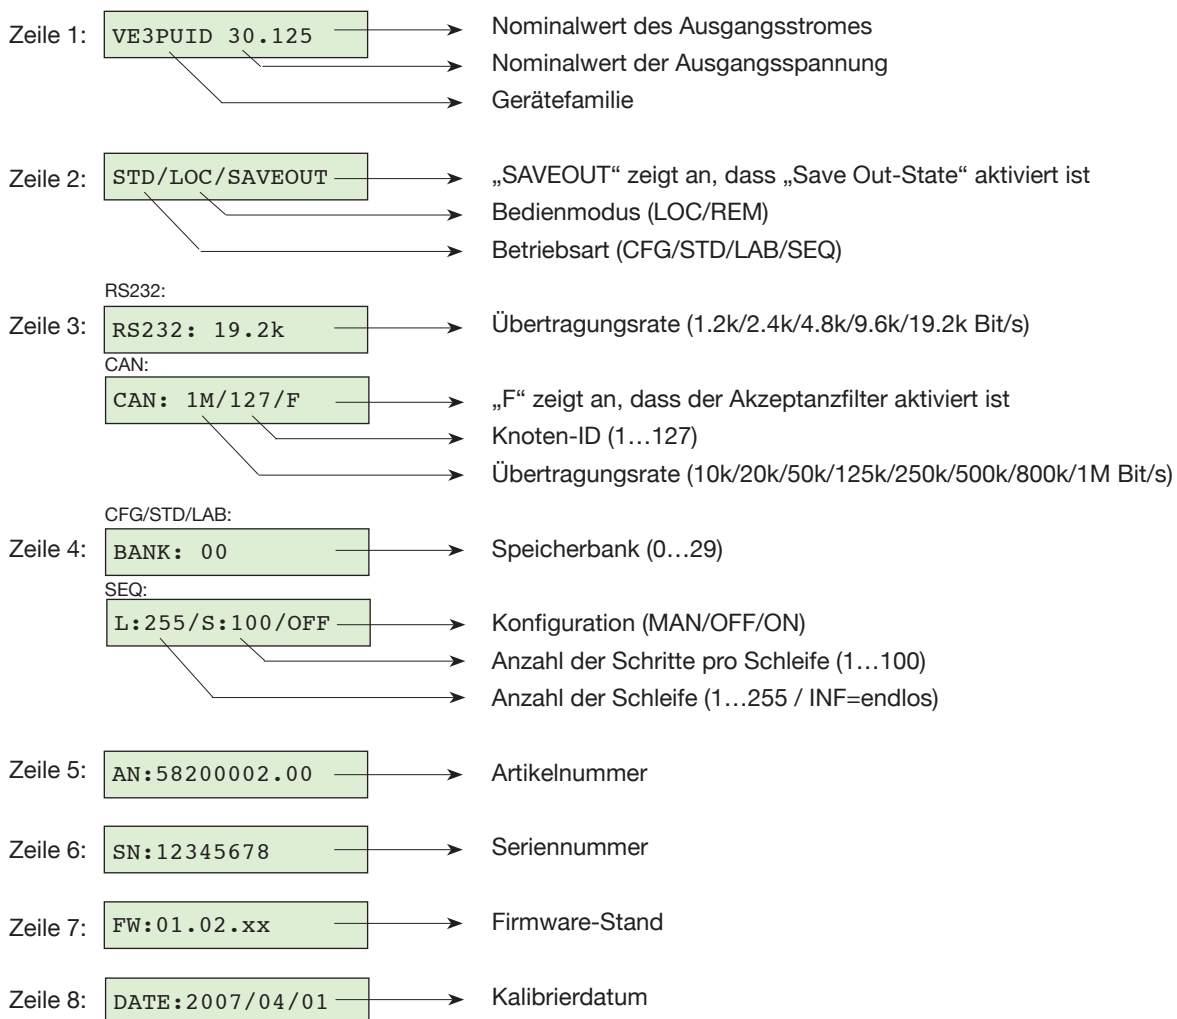 Zeile 1: VE3PUID 30.125 Nominalwert des Ausgangsstromes
Nominalwert der Ausgangsspannung
Gerätefamilie
Zeile 2: STD/LOC/SAVEOUT „SAVEOUT“ zeigt an, dass „Save Out-State“ aktiviert ist
Bedienmodus (LOC/REM)
Betriebsart (CFG/STD/LAB/SEQ)
RS232:
Zeile 3: RS232: 19.2k Übertragungsrate (1.2k/2.4k/4.8k/9.6k/19.2k Bit/s)
CAN:
CAN: 1M/127/F „F“ zeigt an, dass der Akzeptanzfilter aktiviert ist
Knoten-ID (1...127)
Übertragungsrate (10k/20k/50k/125k/250k/500k/800k/1M Bit/s)
CFG/STD/LAB:
Zeile 4: BANK: 00 Speicherbank (0...29)
SEQ:
L:255/S:100/OFF Konfiguration (MAN/OFF/ON)
Anzahl der Schritte pro Schleife (1...100)
Anzahl der Schleife (1...255 / INF=endlos)
Zeile 5: AN:58200002.00 Artikelnummer
Zeile 6: SN:12345678 Seriennummer
Zeile 7: FW:01.02.xx Firmware-Stand
Zeile 8: DATE:2007/04/01 Kalibrierdatum